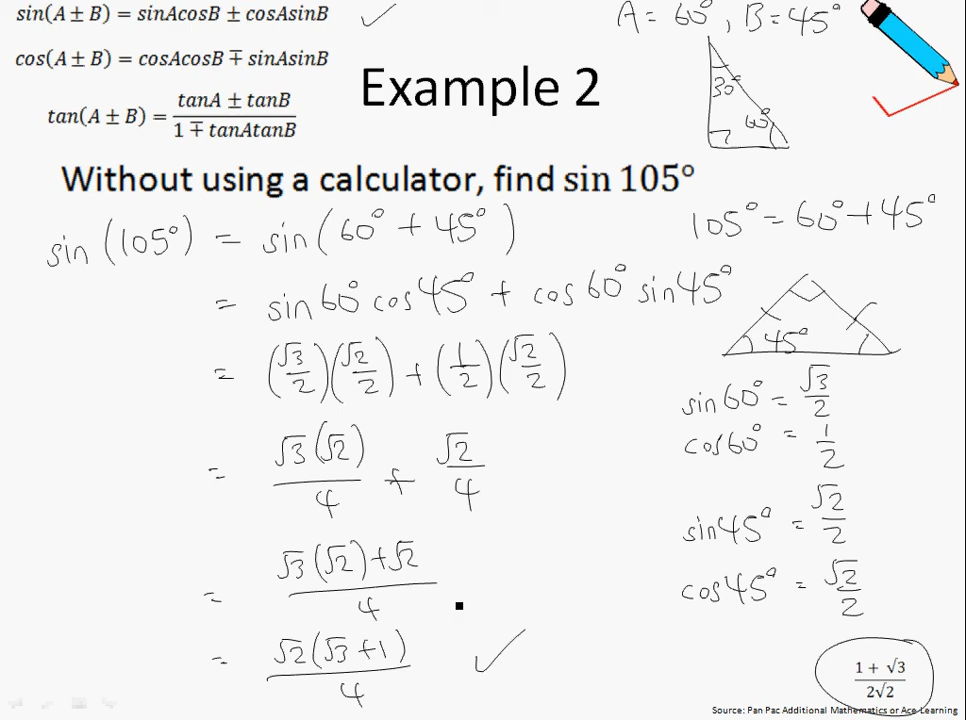 sin(A ± B) = sinAcosB ± cosAsinB
A = 60°, B = 45°
cos(A ± B) = cosAcosB ∓ sinAsinB
tan(A ± B) = (tanA ± tanB)/(1 ∓ tanAtanB)
Example 2
30°
60°
Without using a calculator, find sin 105°
sin(105°) = sin(60° + 45°)
105° = 60° + 45°
= sin60° cos45° + cos60° sin45°
45°
= (√3/2)(√2/2) + (1/2)(√2/2)
sin60° = √3/2
cos60° = 1/2
= √3(√2)/4 + √2/4
sin45° = √2/2
= (√3(√2)+√2)/4
cos45° = √2/2
= √2(√3+1)/4
(1 + √3)/(2√2)
Source: Pan Pac Additional Mathematics or Ace-Learning